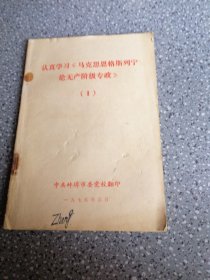 认真学习《马克思恩格斯列宁
论无产阶级专政》
（1）
中共蚌埠市委党校翻印
一九七五年三月